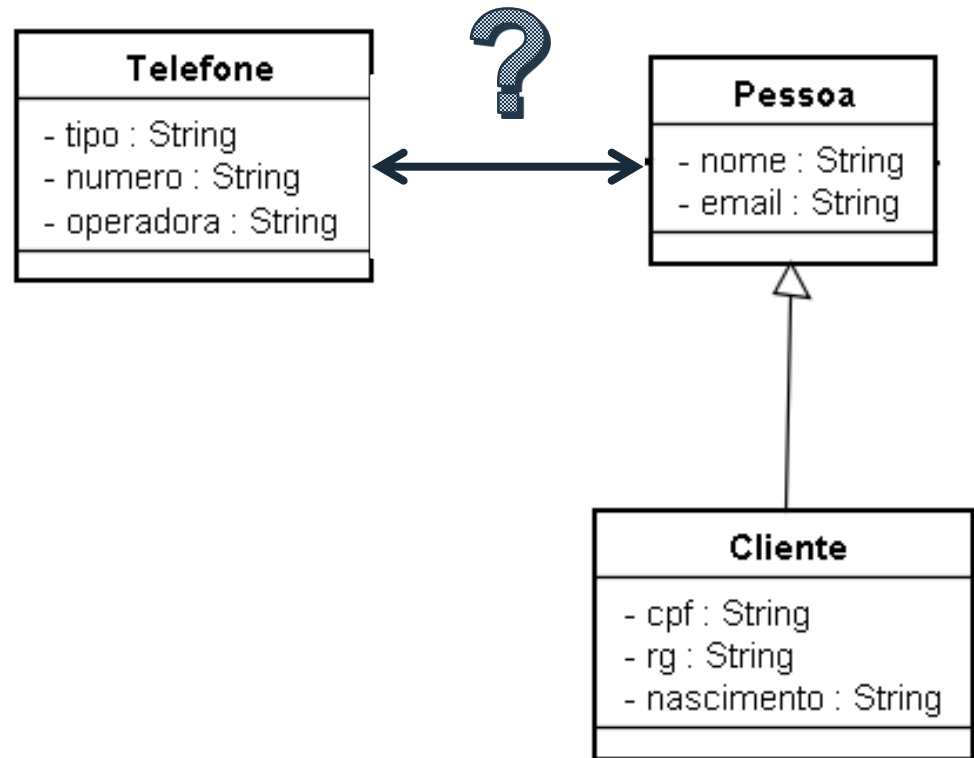 Telefone
- tipo : String
- numero : String
- operadora : String
?
Pessoa
- nome : String
- email : String
Cliente
- cpf : String
- rg : String
- nascimento : String